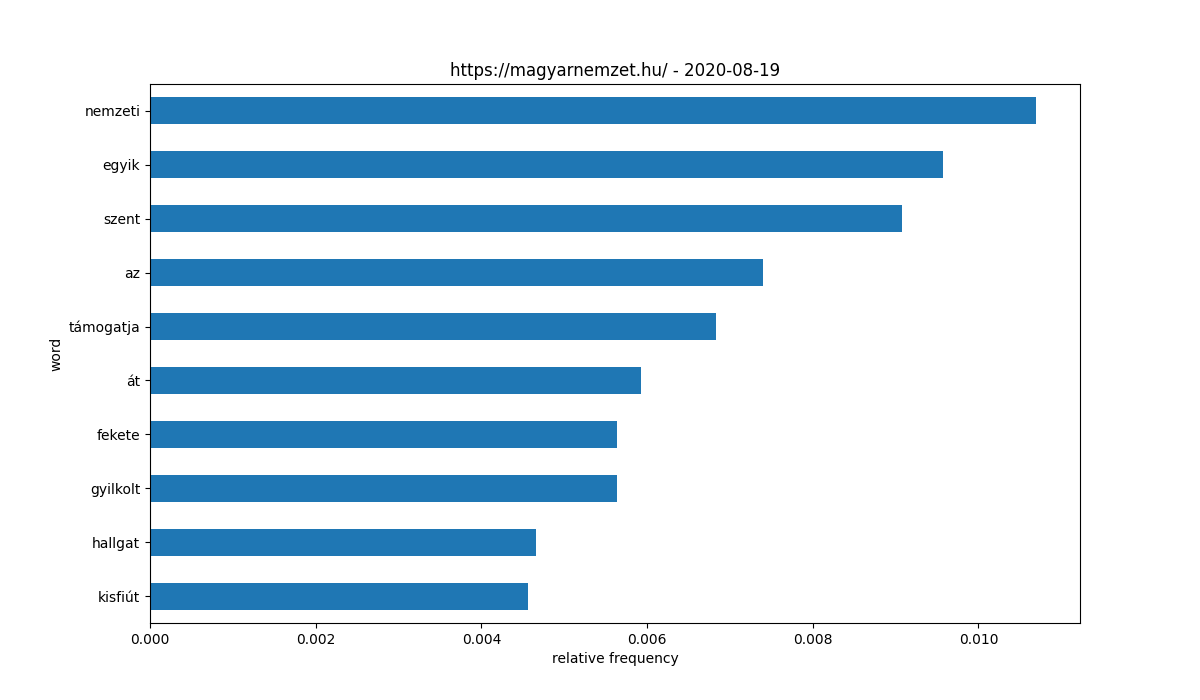 https://magyarnemzet.hu/ - 2020-08-19
nemzeti
egyik
szent
az
támogatja
át
fekete
gyilkolt
hallgat
kisfiút
word
0.000 0.002 0.004 0.006 0.008 0.010
relative frequency